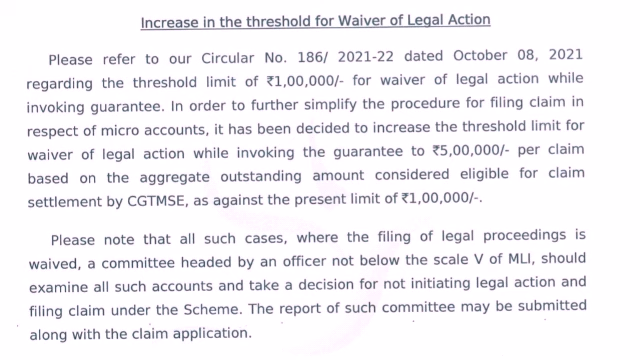 Increase in the threshold for Waiver of Legal Action
Please refer to our Circular No. 186/ 2021-22 dated October 08, 2021
regarding the threshold limit of ₹1,00,000/- for waiver of legal action while
invoking guarantee. In order to further simplify the procedure for filing claim in
respect of micro accounts, it has been decided to increase the threshold limit for
waiver of legal action while invoking the guarantee to ₹5,00,000/- per claim
based on the aggregate outstanding amount considered eligible for claim
settlement by CGTMSE, as against the present limit of ₹1,00,000/-.
Please note that all such cases, where the filing of legal proceedings is
waived, a committee headed by an officer not below the scale V of MLI, should
examine all such accounts and take a decision for not initiating legal action and
filing claim under the Scheme. The report of such committee may be submitted
along with the claim application.